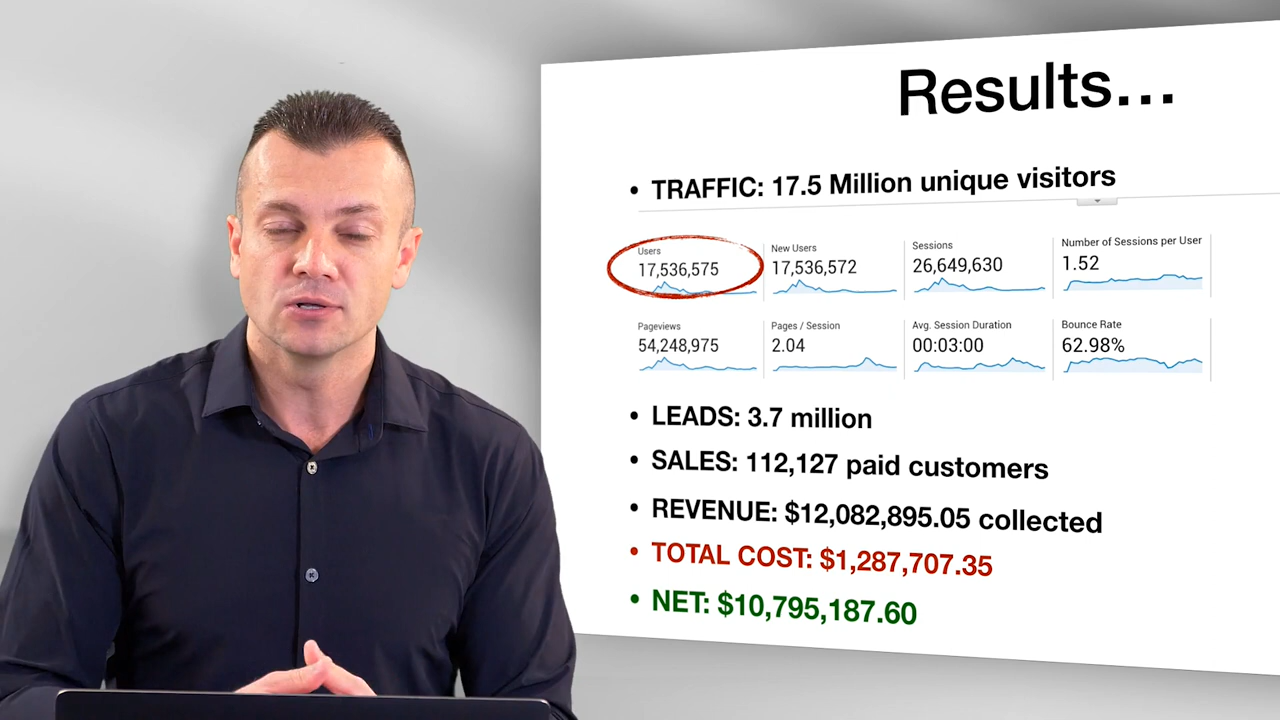 Results...
• TRAFFIC: 17.5 Million unique visitors
Users
17,536,575
New Users
17,536,572
Sessions
26,649,630
Number of Sessions per User
1.52
Pageviews
54,248,975
Pages / Session
2.04
Avg. Session Duration
00:03:00
Bounce Rate
62.98%
• LEADS: 3.7 million
• SALES: 112,127 paid customers
• REVENUE: $12,082,895.05 collected
• TOTAL COST: $1,287,707.35
• NET: $10,795,187.60